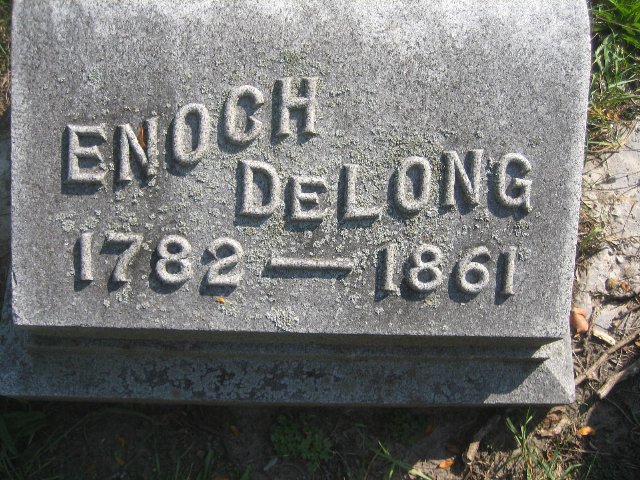 ENOCH
DELONG
1782 — 1861